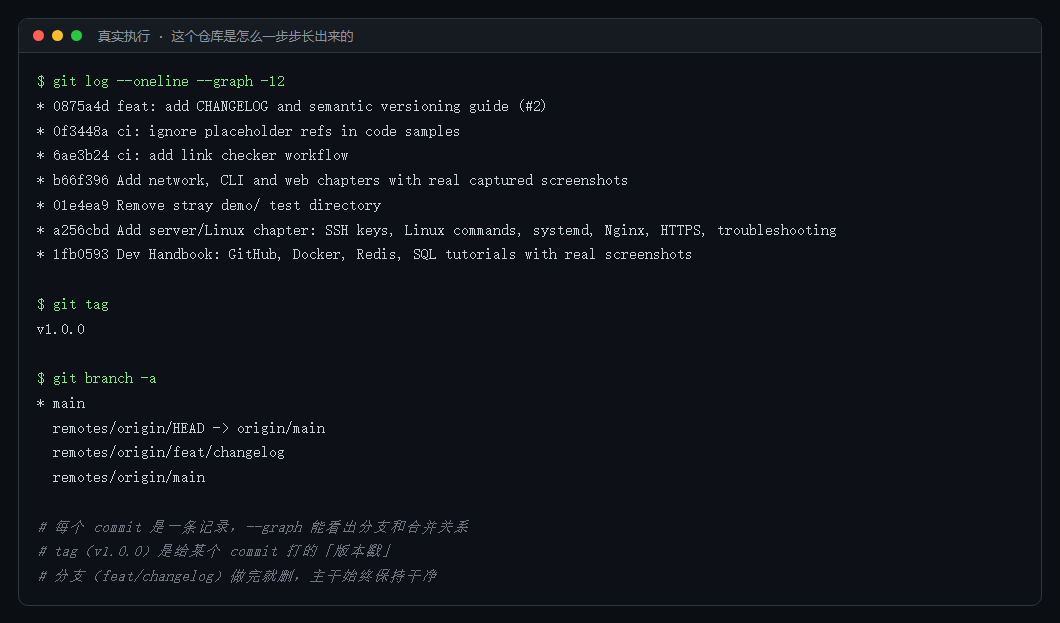 真实执行 · 这个仓库是怎么一步步长出来的
$ git log --oneline --graph -12
* 0875a4d feat: add CHANGELOG and semantic versioning guide (#2)
* 0f3448a ci: ignore placeholder refs in code samples
* 6ae3b24 ci: add link checker workflow
* b66f396 Add network, CLI and web chapters with real captured screenshots
* 01e4ea9 Remove stray demo/ test directory
* a256cbd Add server/Linux chapter: SSH keys, Linux commands, systemd, Nginx, HTTPS, troubleshooting
* 1fb0593 Dev Handbook: GitHub, Docker, Redis, SQL tutorials with real screenshots
$ git tag
v1.0.0
$ git branch -a
* main
remotes/origin/HEAD -> origin/main
remotes/origin/feat/changelog
remotes/origin/main
# 每个 commit 是一条记录，--graph 能看出分支和合并关系
# tag（v1.0.0）是给某个 commit 打的「版本戳」
# 分支（feat/changelog）做完就删，主干始终保持干净